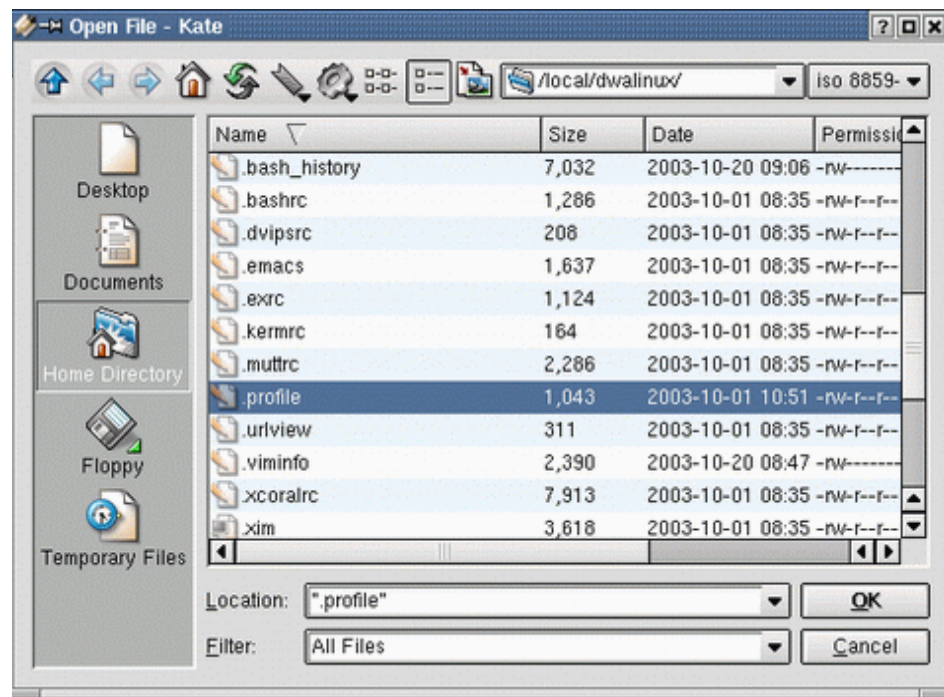 Open File - Kate
/local/dwalinux/ iso 8859-
Desktop
Documents
Home Directory
Floppy
Temporary Files
Name Size Date Permissio
.bash_history 7,032 2003-10-20 09:06 -rw-------
.bashrc 1,286 2003-10-01 08:35 -rw-r--r--
.dvipsrc 208 2003-10-01 08:35 -rw-r--r--
.emacs 1,637 2003-10-01 08:35 -rw-r--r--
.exrc 1,124 2003-10-01 08:35 -rw-r--r--
.kermrc 164 2003-10-01 08:35 -rw-r--r--
.muttrc 2,286 2003-10-01 08:35 -rw-r--r--
.profile 1,043 2003-10-01 10:51 -rw-r--r--
.urlview 311 2003-10-01 08:35 -rw-r--r--
.viminfo 2,390 2003-10-20 08:47 -rw-------
.xcoralrc 7,913 2003-10-01 08:35 -rw-r--r--
.xim 3,618 2003-10-01 08:35 -rw-r--r--
Location: ".profile" OK
Filter: All Files Cancel